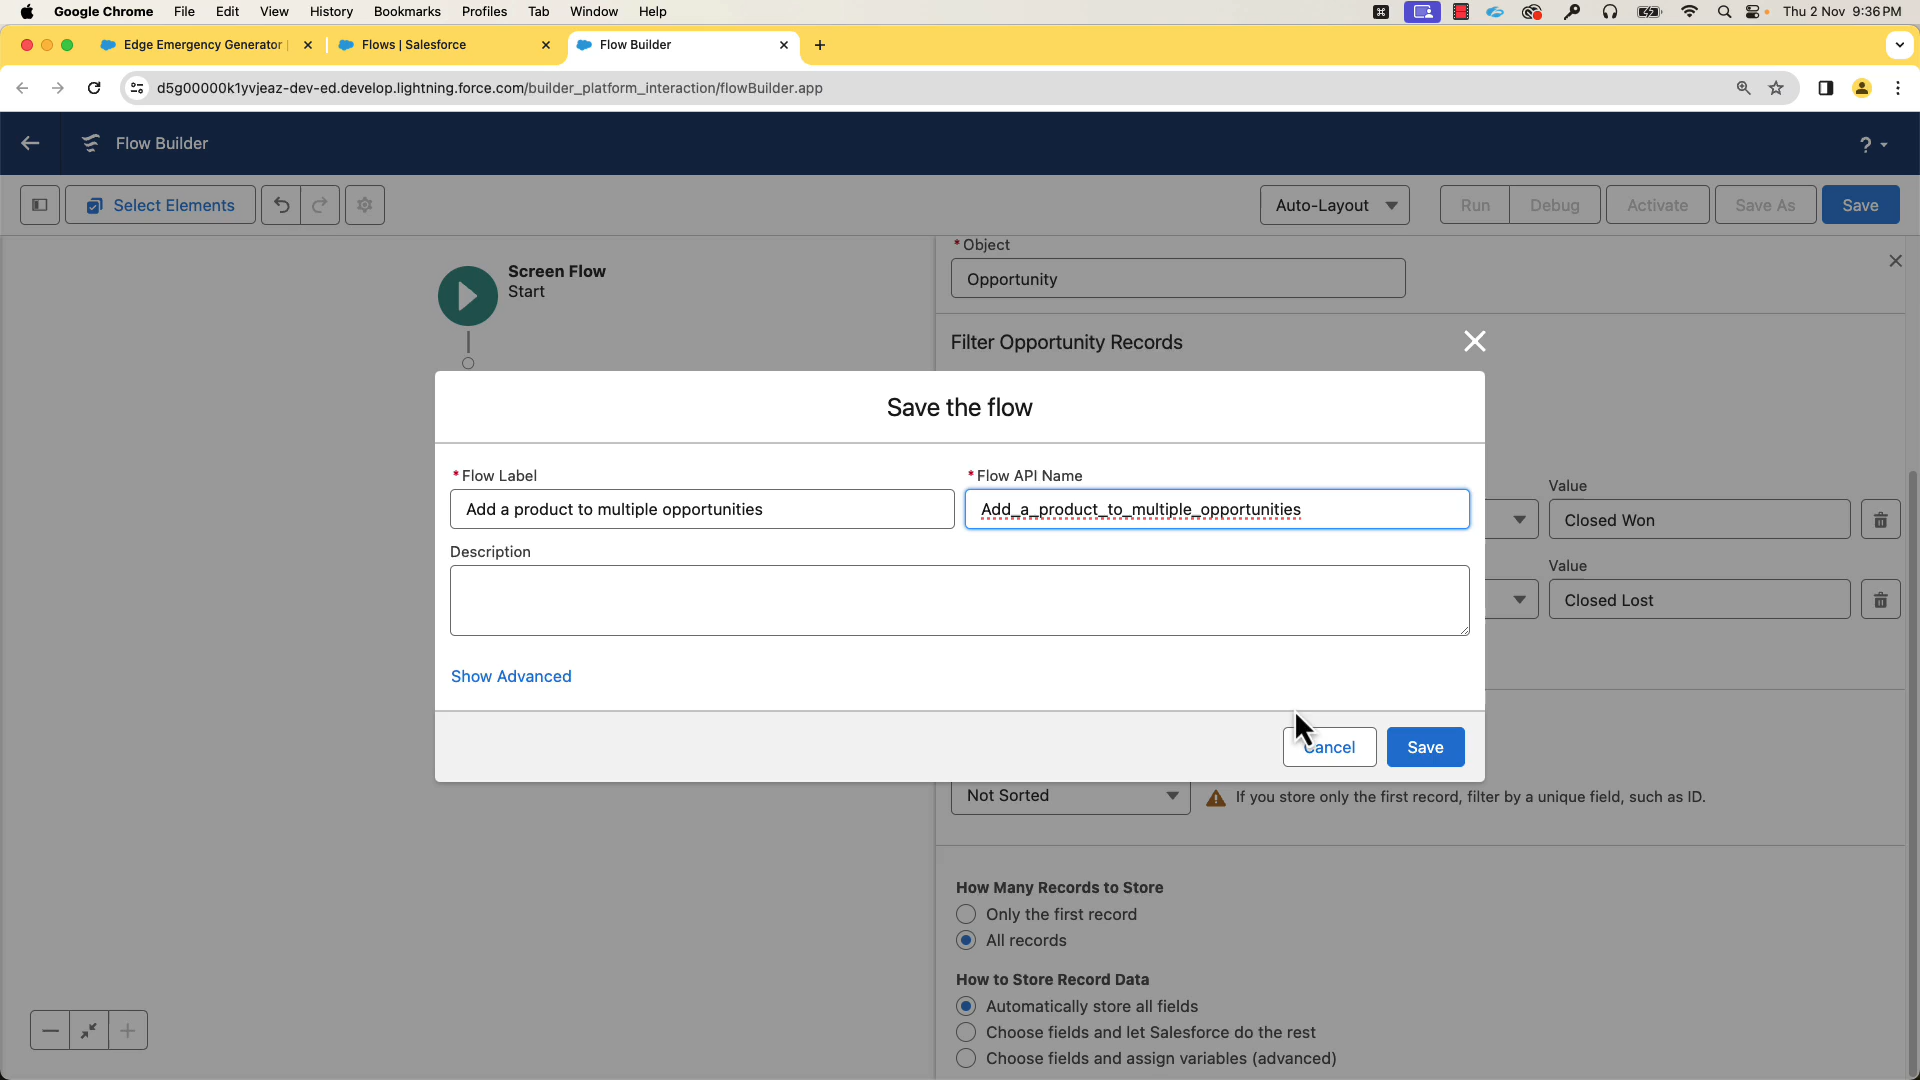 Google Chrome File Edit View History Bookmarks Profiles Tab Window Help Thu 2 Nov 9:36 PM
Edge Emergency Generator Flows | Salesforce Flow Builder
d5g00000k1yvjeaz-dev-ed.develop.lightning.force.com/builder_platform_interaction/flowBuilder.app
Flow Builder ?
Select Elements Auto-Layout Run Debug Activate Save As Save
* Object
Opportunity
Screen Flow
Start
Filter Opportunity Records
Save the flow
* Flow Label * Flow API Name
Add a product to multiple opportunities Add_a_product_to_multiple_opportunities
Description
Value
Closed Won
Value
Closed Lost
Show Advanced
Cancel Save
Not Sorted If you store only the first record, filter by a unique field, such as ID.
How Many Records to Store
Only the first record
All records
How to Store Record Data
Automatically store all fields
Choose fields and let Salesforce do the rest
Choose fields and assign variables (advanced)